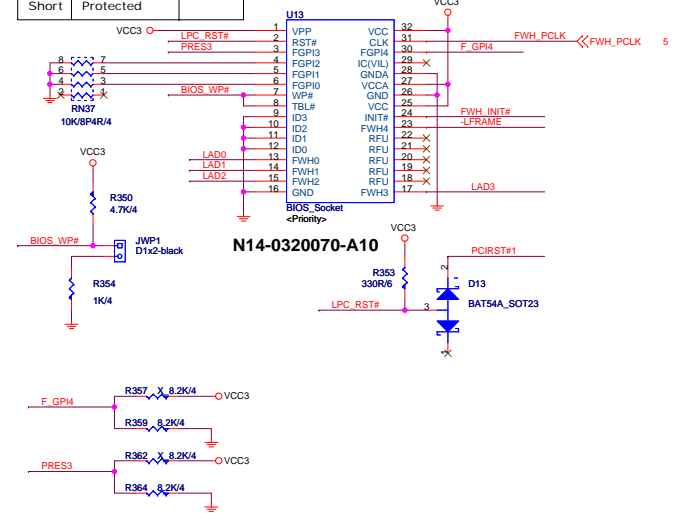 Short Protected
VCC3
U13
VCC3
LPC_RST#
PRES3
1 VPP
2 RST#
3 FGPI3
4 FGPI2
5 FGPI1
6 FGPI0
7 WP#
8 TBL#
9 ID3
10 ID2
11 ID1
12 ID0
13 FWH0
14 FWH1
15 FWH2
16 GND
VCC 32
CLK 31
FGPI4 30
IC(VIL) 29
GNDA 28
VCCA 27
GND 26
VCC 25
INIT# 24
FWH4 23
RFU 22
RFU 21
RFU 20
RFU 19
RFU 18
FWH3 17
FWH_PCLK
FWH_PCLK 5
F_GPI4
8 7
6 5
4 3
2 1
RN37
10K/8P4R/4
BIOS_WP#
FWH_INIT#
-LFRAME
LAD0
LAD1
LAD2
LAD3
BIOS_Socket
<Priority>
N14-0320070-A10
VCC3
R350
4.7K/4
BIOS_WP#
JWP1
D1x2-black
R354
1K/4
VCC3
R353
330R/6
LPC_RST#
PCIRST#1
2
3
1
D13
BAT54A_SOT23
F_GPI4
R357 X_8.2K/4
VCC3
R359 8.2K/4
PRES3
R362 X_8.2K/4
VCC3
R364 8.2K/4